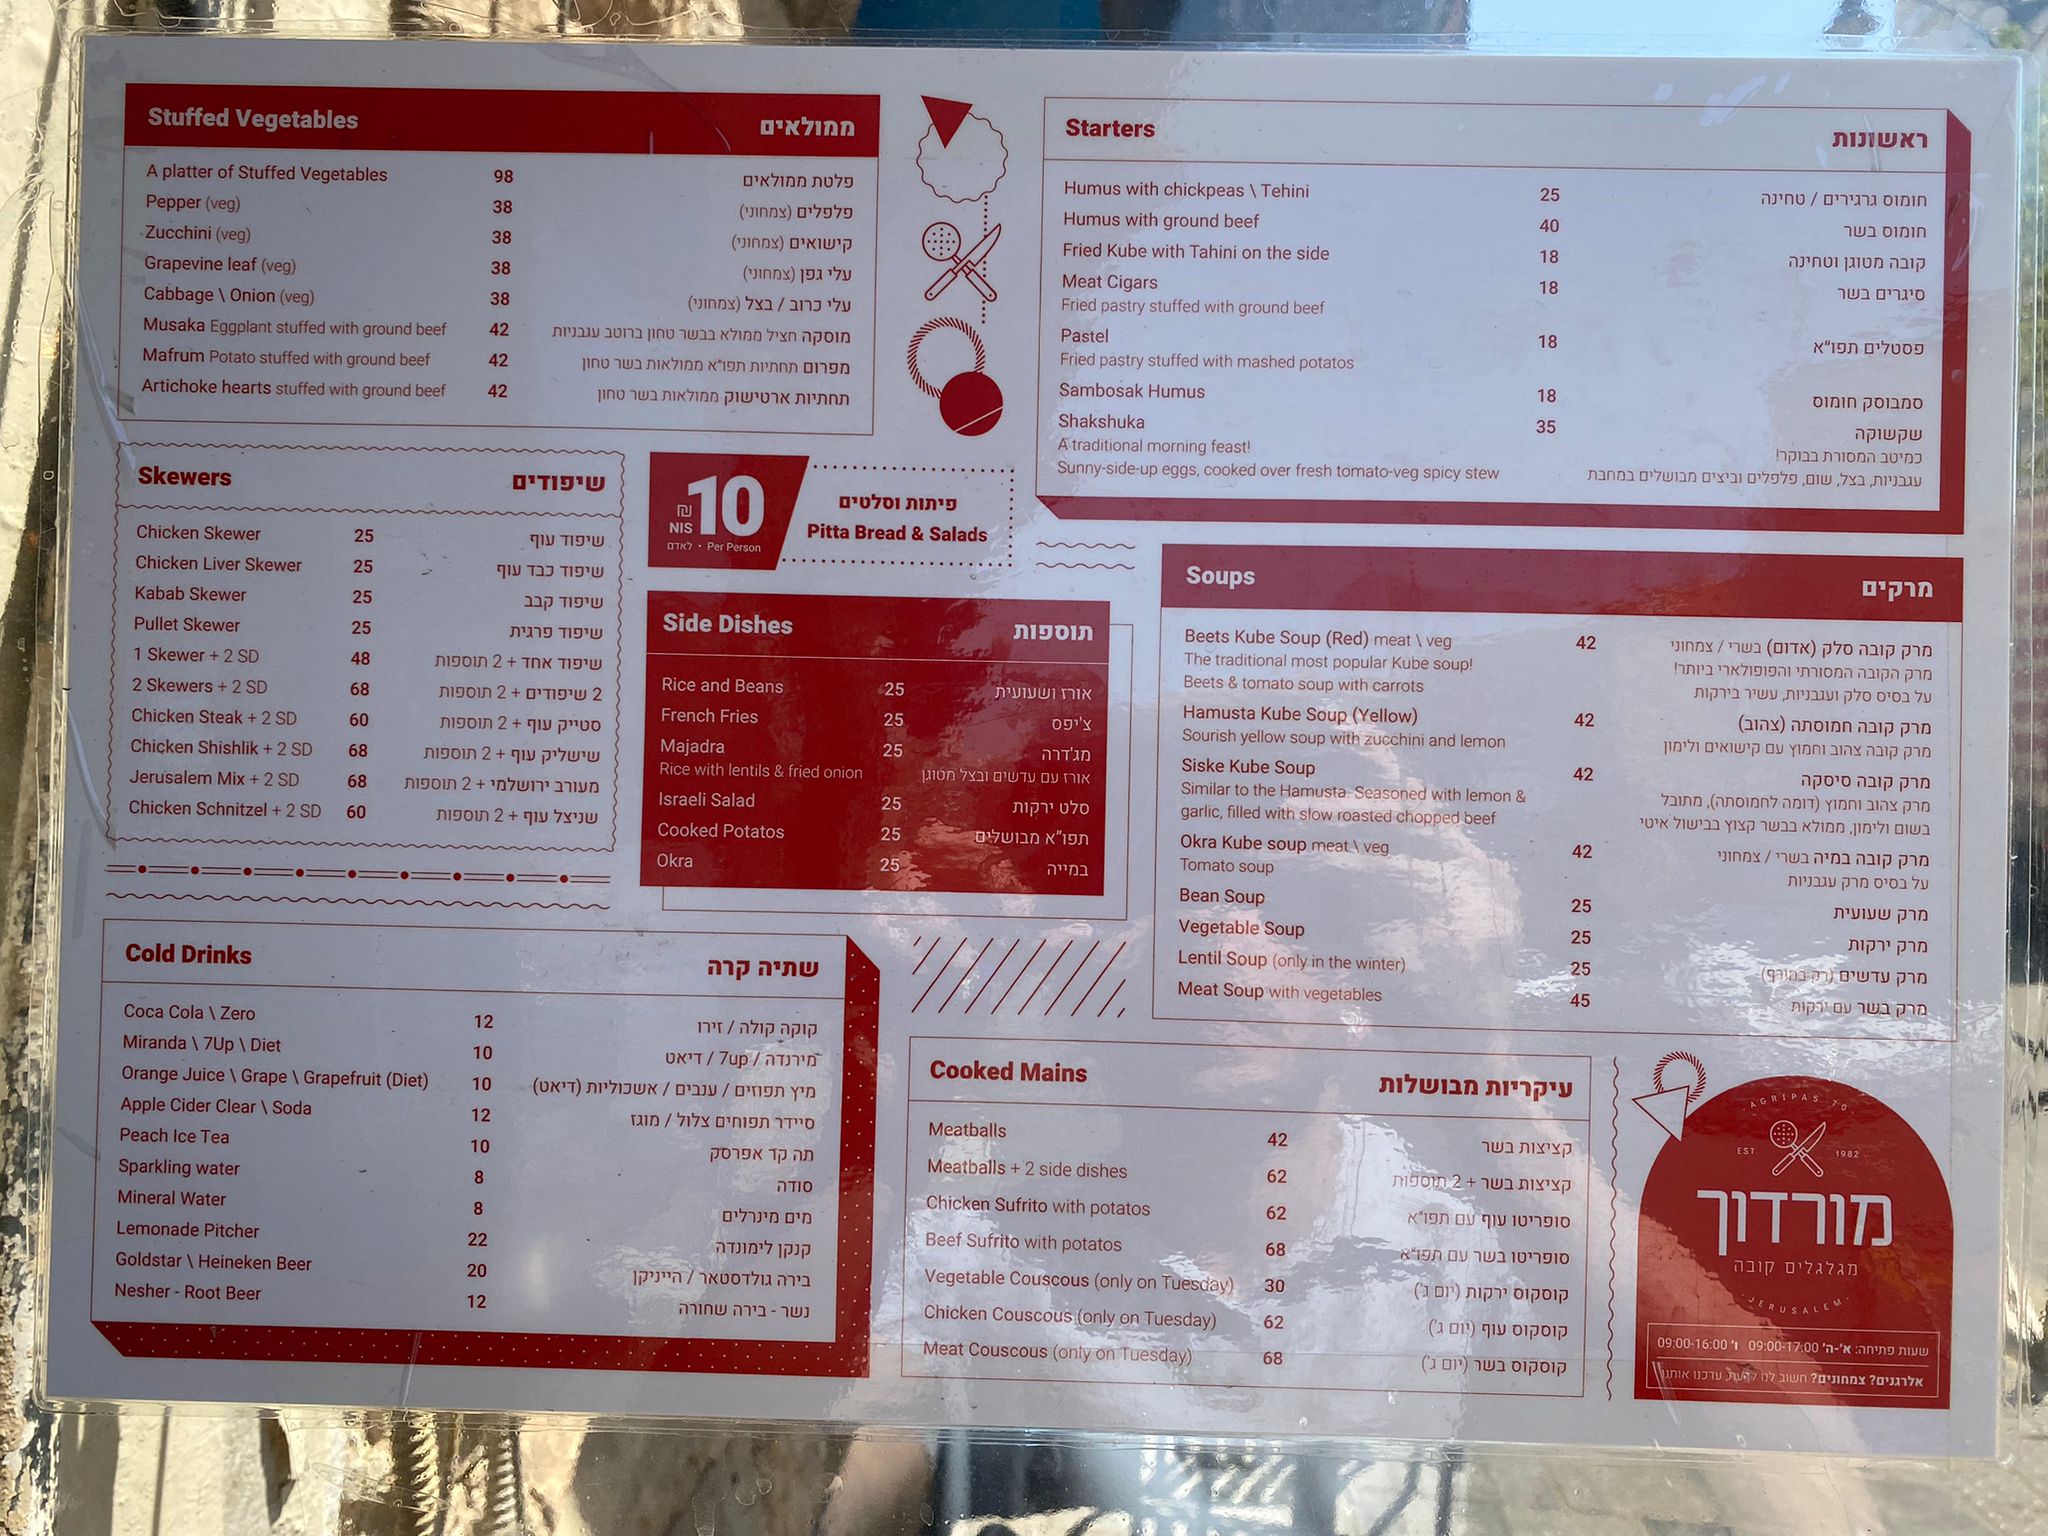 Stuffed Vegetables ממולאים
A platter of Stuffed Vegetables 98 פלטת ממולאים
Pepper (veg) 38 פלפלים (צמחוני)
Zucchini (veg) 38 קישואים (צמחוני)
Grapevine leaf (veg) 38 עלי גפן (צמחוני)
Cabbage \ Onion (veg) 38 עלי כרוב / בצל (צמחוני)
Musaka Eggplant stuffed with ground beef 42 מוסקה חציל ממולא בבשר טחון ברוטב עגבניות
Mafrum Potato stuffed with ground beef 42 מפרום תחתיות תפו״א ממולאות בשר טחון
Artichoke hearts stuffed with ground beef 42 תחתיות ארטישוק ממולאות בשר טחון
Starters ראשונות
Humus with chickpeas \ Tehini 25 חומוס גרגירים / טחינה
Humus with ground beef 40 חומוס בשר
Fried Kube with Tahini on the side 18 קובה מטוגן וטחינה
Meat Cigars 18 סיגרים בשר
Fried pastry stuffed with ground beef
Pastel 18 פסטלים תפו״א
Fried pastry stuffed with mashed potatos
Sambosak Humus 18 סמבוסק חומוס
Shakshuka 35 שקשוקה
A traditional morning feast! כמיטב המסורת בבוקר!
Sunny-side-up eggs, cooked over fresh tomato-veg spicy stew עגבניות, בצל, שום, פלפלים וביצים מבושלים במחבת
Skewers שיפודים
Chicken Skewer 25 שיפוד עוף
Chicken Liver Skewer 25 שיפוד כבד עוף
Kabab Skewer 25 שיפוד קבב
Pullet Skewer 25 שיפוד פרגית
1 Skewer + 2 SD 48 שיפוד אחד + 2 תוספות
2 Skewers + 2 SD 68 2 שיפודים + 2 תוספות
Chicken Steak + 2 SD 60 סטייק עוף + 2 תוספות
Chicken Shishlik + 2 SD 68 שישליק עוף + 2 תוספות
Jerusalem Mix + 2 SD 68 מעורב ירושלמי + 2 תוספות
Chicken Schnitzel + 2 SD 60 שניצל עוף + 2 תוספות
₪ NIS 10
לאדם • Per Person
פיתות וסלטים
Pitta Bread & Salads
Side Dishes תוספות
Rice and Beans 25 אורז ושעועית
French Fries 25 צ׳יפס
Majadra 25 מג׳דרה
Rice with lentils & fried onion אורז עם עדשים ובצל מטוגן
Israeli Salad 25 סלט ירקות
Cooked Potatos 25 תפו״א מבושלים
Okra 25 במייה
Soups מרקים
Beets Kube Soup (Red) meat \ veg 42 מרק קובה סלק (אדום) בשרי / צמחוני
The traditional most popular Kube soup! מרק הקובה המסורתי והפופולארי ביותר!
Beets & tomato soup with carrots על בסיס סלק ועגבניות, עשיר בירקות
Hamusta Kube Soup (Yellow) 42 מרק קובה חמוסתה (צהוב)
Sourish yellow soup with zucchini and lemon מרק קובה צהוב וחמוץ עם קישואים ולימון
Siske Kube Soup 42 מרק קובה סיסקה
Similar to the Hamusta. Seasoned with lemon & מרק צהוב וחמוץ (דומה לחמוסתה), מתובל
garlic, filled with slow roasted chopped beef בשום ולימון, ממולא בבשר קצוץ בבישול איטי
Okra Kube soup meat \ veg 42 מרק קובה במיה בשרי / צמחוני
Tomato soup על בסיס מרק עגבניות
Bean Soup 25 מרק שעועית
Vegetable Soup 25 מרק ירקות
Lentil Soup (only in the winter) 25 מרק עדשים (רק בחורף)
Meat Soup with vegetables 45 מרק בשר עם ירקות
Cold Drinks שתיה קרה
Coca Cola \ Zero 12 קוקה קולה / זירו
Miranda \ 7Up \ Diet 10 מירנדה / 7up / דיאט
Orange Juice \ Grape \ Grapefruit (Diet) 10 מיץ תפוזים / ענבים / אשכוליות (דיאט)
Apple Cider Clear \ Soda 12 סיידר תפוחים צלול / מוגז
Peach Ice Tea 10 תה קר אפרסק
Sparkling water 8 סודה
Mineral Water 8 מים מינרלים
Lemonade Pitcher 22 קנקן לימונדה
Goldstar \ Heineken Beer 20 בירה גולדסטאר / הייניקן
Nesher - Root Beer 12 נשר - בירה שחורה
Cooked Mains עיקריות מבושלות
Meatballs 42 קציצות בשר
Meatballs + 2 side dishes 62 קציצות בשר + 2 תוספות
Chicken Sufrito with potatos 62 סופריטו עוף עם תפו״א
Beef Sufrito with potatos 68 סופריטו בשר עם תפו״א
Vegetable Couscous (only on Tuesday) 30 קוסקוס ירקות (יום ג׳)
Chicken Couscous (only on Tuesday) 62 קוסקוס עוף (יום ג׳)
Meat Couscous (only on Tuesday) 68 קוסקוס בשר (יום ג׳)
AGRIPAS 70
EST. 1982
מורדוך
מגלגלים קובה
JERUSALEM
שעות פתיחה: א׳-ה׳ 09:00-17:00 ו׳ 09:00-16:00
אלרגנים? צמחונים? חשוב לנו לדעת, עדכנו אותנו